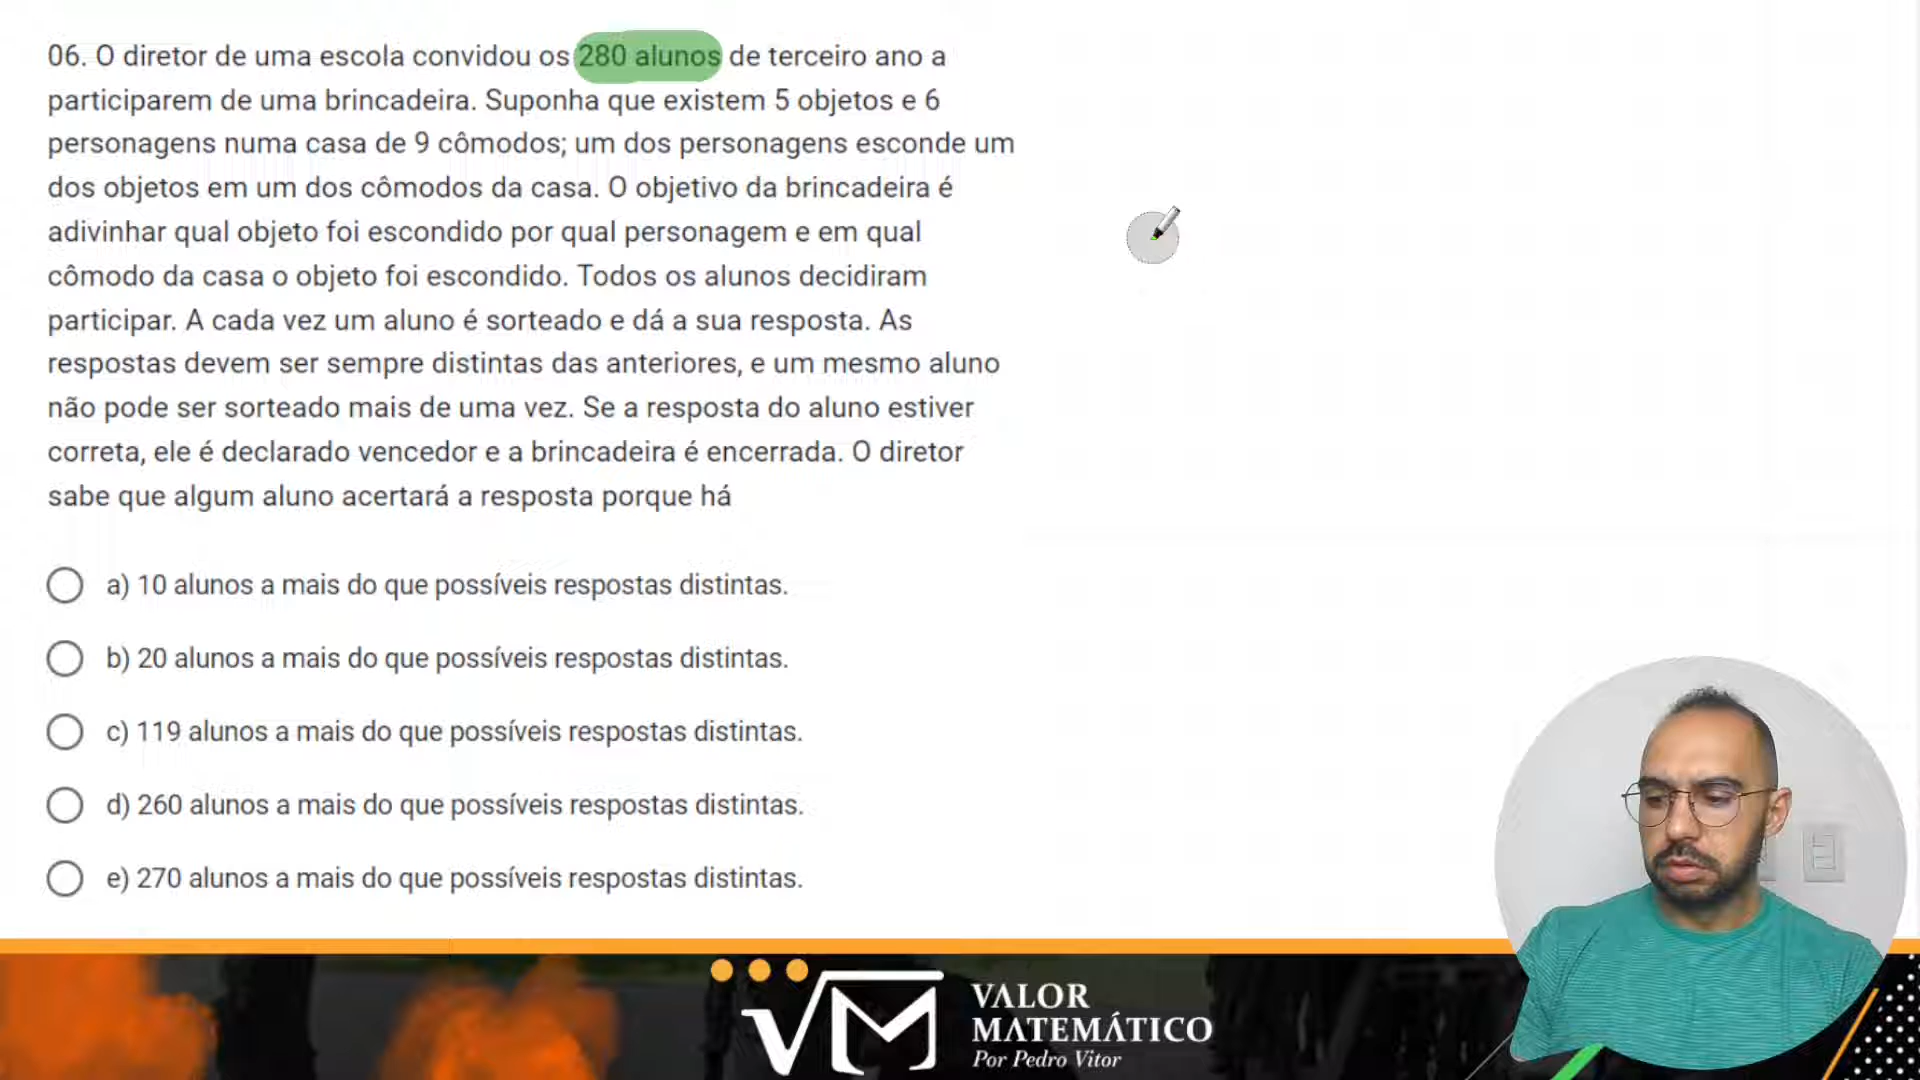 06. O diretor de uma escola convidou os 280 alunos de terceiro ano a
participarem de uma brincadeira. Suponha que existem 5 objetos e 6
personagens numa casa de 9 cômodos; um dos personagens esconde um
dos objetos em um dos cômodos da casa. O objetivo da brincadeira é
adivinhar qual objeto foi escondido por qual personagem e em qual
cômodo da casa o objeto foi escondido. Todos os alunos decidiram
participar. A cada vez um aluno é sorteado e dá a sua resposta. As
respostas devem ser sempre distintas das anteriores, e um mesmo aluno
não pode ser sorteado mais de uma vez. Se a resposta do aluno estiver
correta, ele é declarado vencedor e a brincadeira é encerrada. O diretor
sabe que algum aluno acertará a resposta porque há
a) 10 alunos a mais do que possíveis respostas distintas.
b) 20 alunos a mais do que possíveis respostas distintas.
c) 119 alunos a mais do que possíveis respostas distintas.
d) 260 alunos a mais do que possíveis respostas distintas.
e) 270 alunos a mais do que possíveis respostas distintas.
VM
VALOR
MATEMÁTICO
Por Pedro Vitor